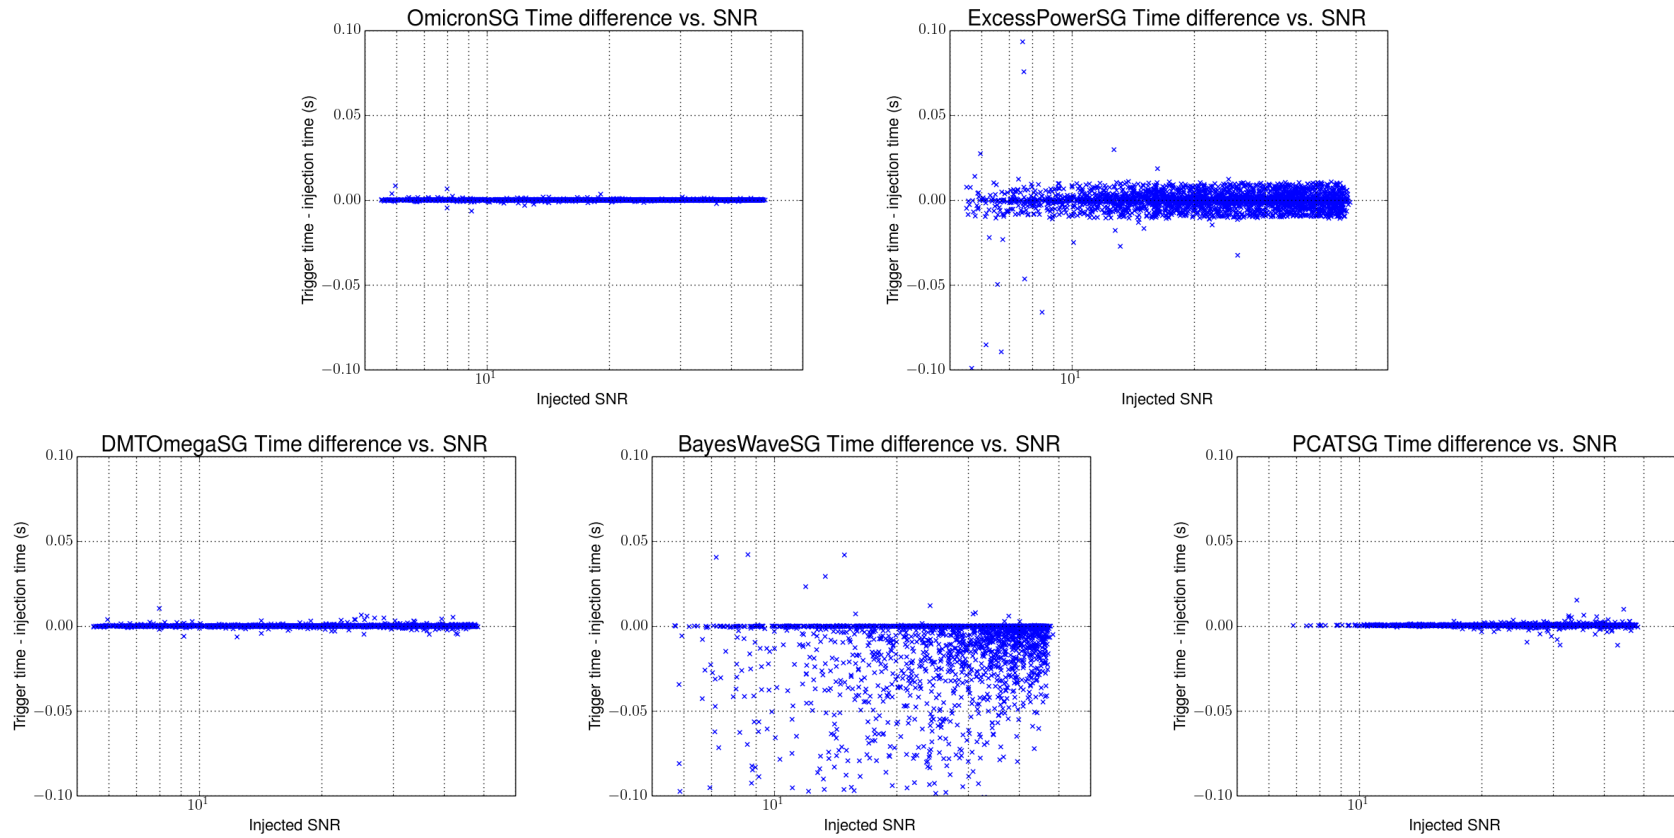 OmicronSG Time difference vs. SNR
0.10
0.05
0.00
−0.05
−0.10
Trigger time - injection time (s)
10¹
Injected SNR
ExcessPowerSG Time difference vs. SNR
0.10
0.05
0.00
−0.05
−0.10
Trigger time - injection time (s)
10¹
Injected SNR
DMTOmegaSG Time difference vs. SNR
0.10
0.05
0.00
−0.05
−0.10
Trigger time - injection time (s)
10¹
Injected SNR
BayesWaveSG Time difference vs. SNR
0.10
0.05
0.00
−0.05
−0.10
Trigger time - injection time (s)
10¹
Injected SNR
PCATSG Time difference vs. SNR
0.10
0.05
0.00
−0.05
−0.10
Trigger time - injection time (s)
10¹
Injected SNR